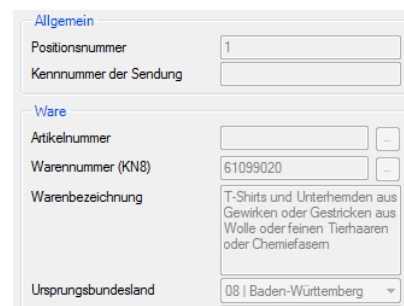 Allgemein
Positionsnummer 1
Kennnummer der Sendung
Ware
Artikelnummer ...
Warennummer (KN8) 61099020 ...
Warenbezeichnung T-Shirts und Unterhemden aus
Gewirken oder Gestricken aus
Wolle oder feinen Tierhaaren
oder Chemiefasern
Ursprungsbundesland 08 | Baden-Württemberg